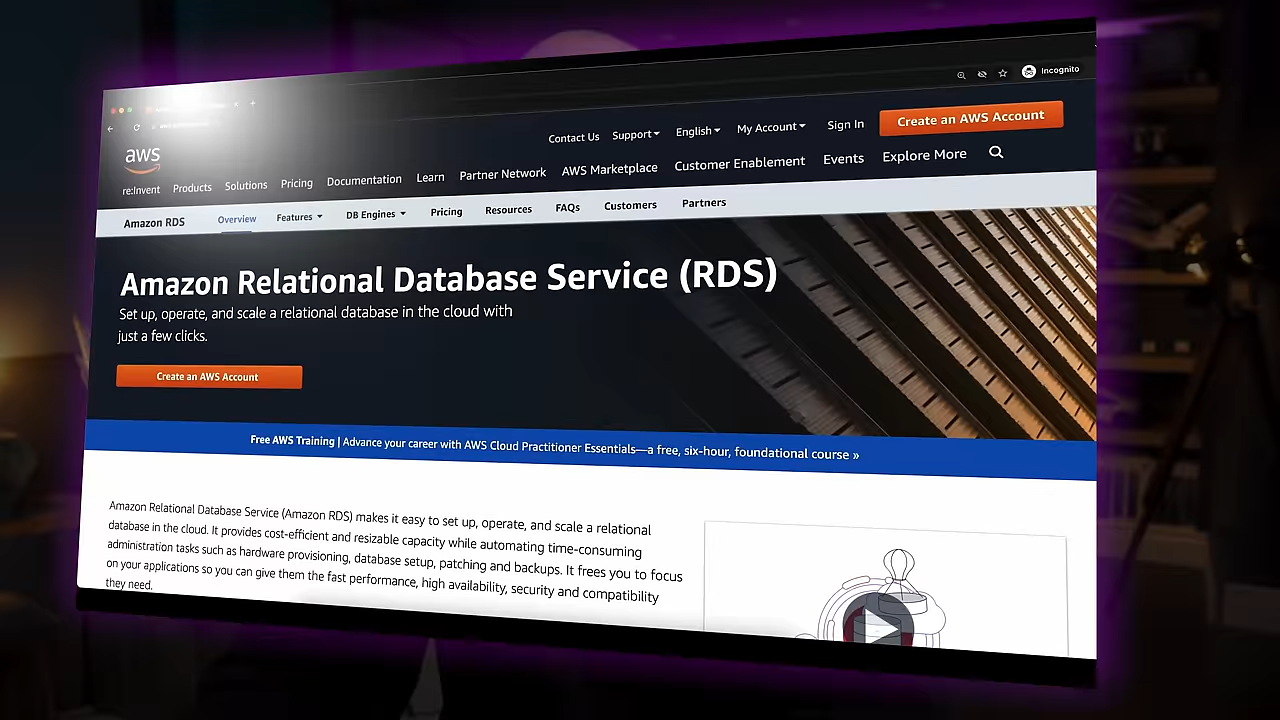 Incognito
Contact Us Support English My Account Sign In Create an AWS Account
aws
re:Invent Products Solutions Pricing Documentation Learn Partner Network AWS Marketplace Customer Enablement Events Explore More
Amazon RDS Overview Features DB Engines Pricing Resources FAQs Customers Partners
Amazon Relational Database Service (RDS)
Set up, operate, and scale a relational database in the cloud with
just a few clicks.
Create an AWS Account
Free AWS Training | Advance your career with AWS Cloud Practitioner Essentials—a free, six-hour, foundational course »
Amazon Relational Database Service (Amazon RDS) makes it easy to set up, operate, and scale a relational
database in the cloud. It provides cost-efficient and resizable capacity while automating time-consuming
administration tasks such as hardware provisioning, database setup, patching and backups. It frees you to focus
on your applications so you can give them the fast performance, high availability, security and compatibility
they need.